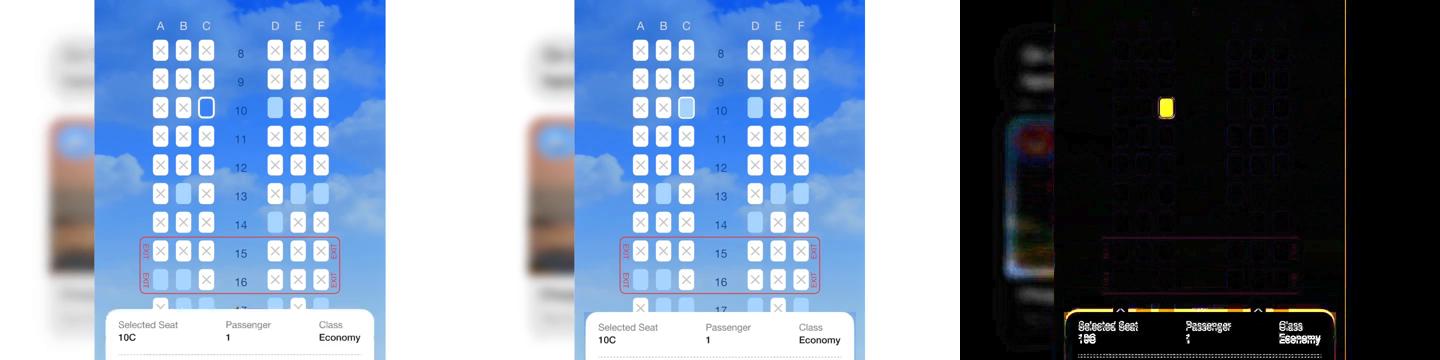 A B C D E F
8
9
10
11
12
13
14
EXIT 15 EXIT
EXIT 16 EXIT
17
Selected Seat Passenger Class
10C 1 Economy
A B C D E F
8
9
10
11
12
13
14
EXIT 15 EXIT
EXIT 16 EXIT
17
Selected Seat Passenger Class
10C 1 Economy
Selected Seat Passenger Class
Economy